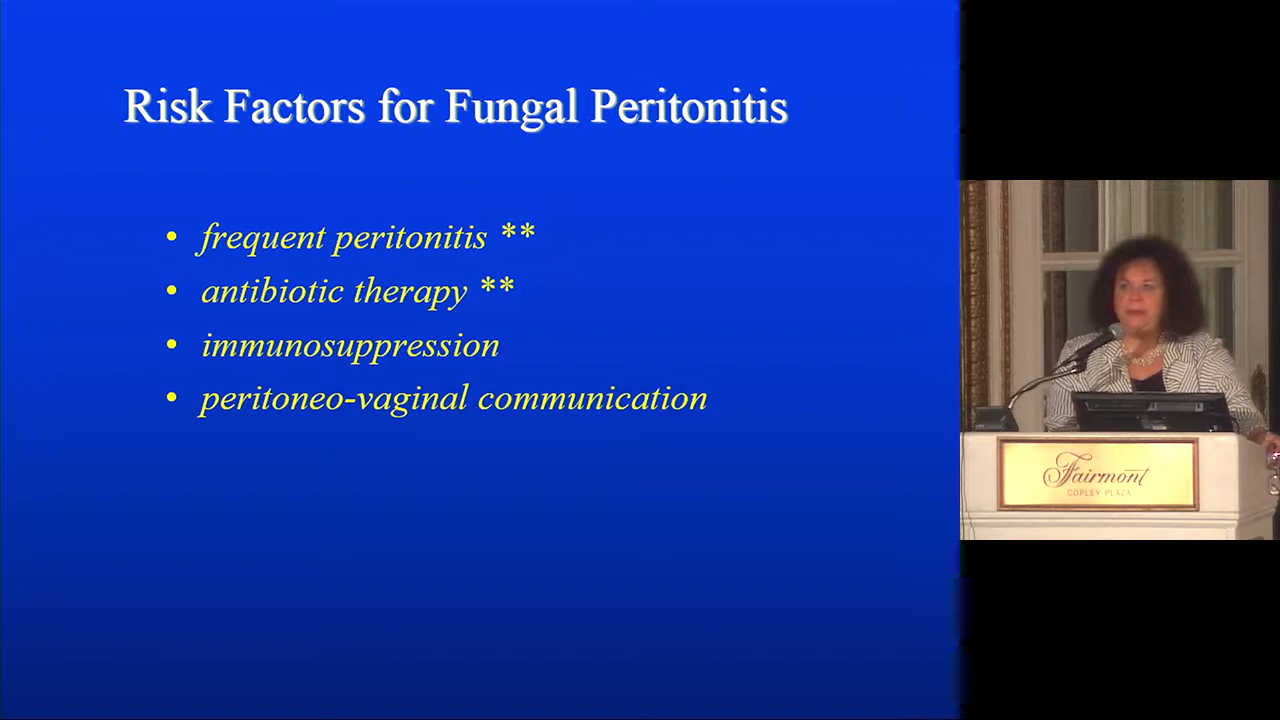 Risk Factors for Fungal Peritonitis
• frequent peritonitis **
• antibiotic therapy **
• immunosuppression
• peritoneo-vaginal communication
Fairmont
COPLEY PLAZA